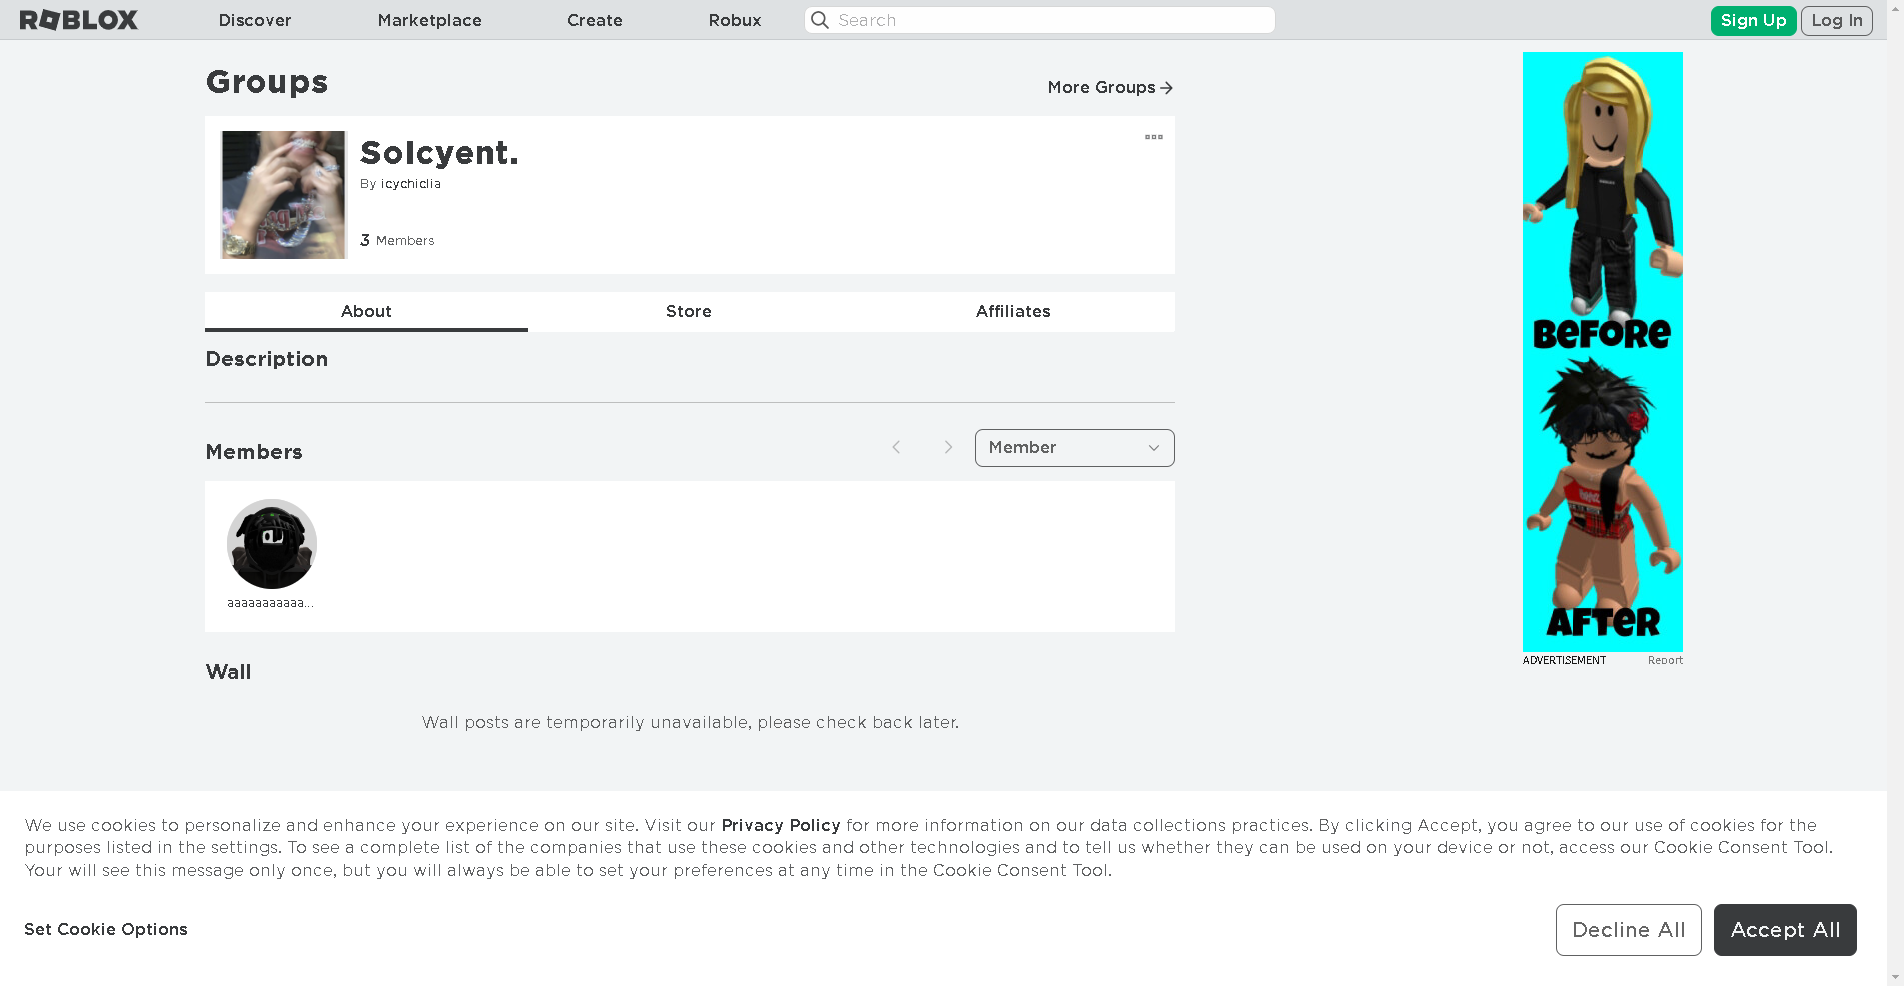 ROBLOX
Discover
Marketplace
Create
Robux
Search
Sign Up
Log In
Groups
More Groups
Solcyent.
By icychiclia
3 Members
About
Store
Affiliates
Description
Members
Member
aaaaaaaaaaa...
Wall
Wall posts are temporarily unavailable, please check back later.
BEFORE
AFTER
ADVERTISEMENT
Report
We use cookies to personalize and enhance your experience on our site. Visit our Privacy Policy for more information on our data collections practices. By clicking Accept, you agree to our use of cookies for the
purposes listed in the settings. To see a complete list of the companies that use these cookies and other technologies and to tell us whether they can be used on your device or not, access our Cookie Consent Tool.
Your will see this message only once, but you will always be able to set your preferences at any time in the Cookie Consent Tool.
Set Cookie Options
Decline All
Accept All